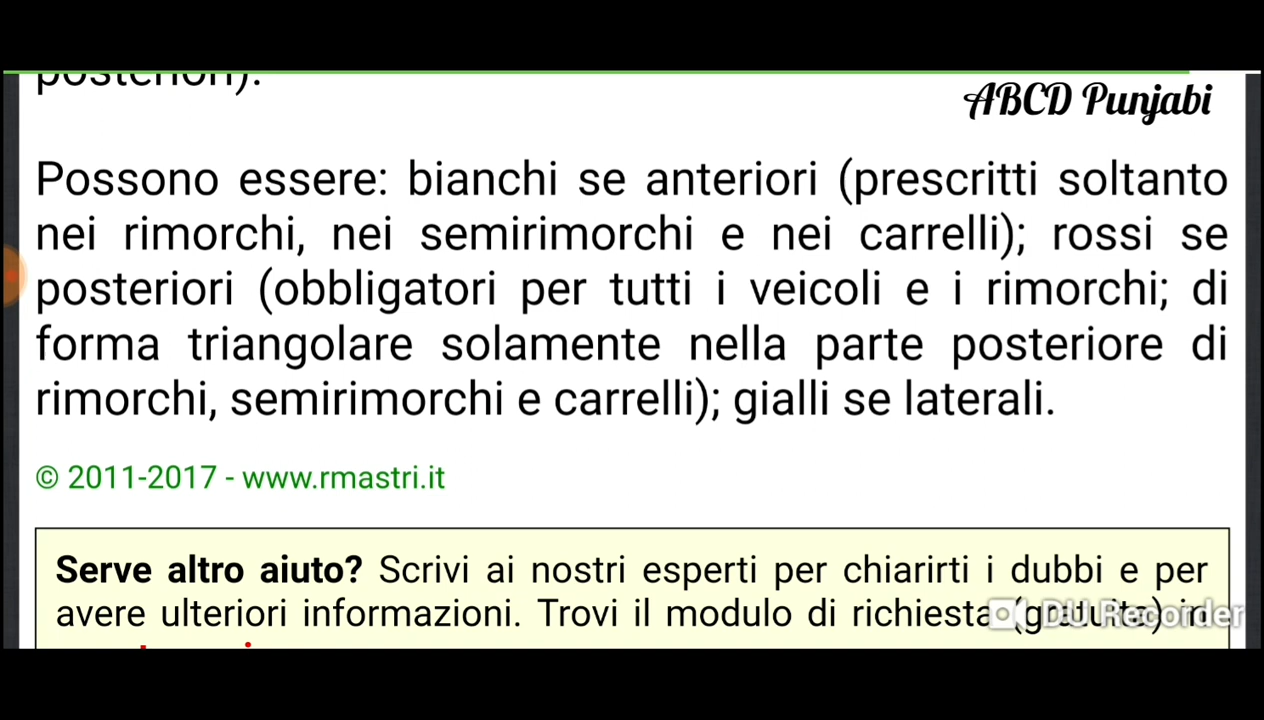 posteriori).
ABCD Punjabi
Possono essere: bianchi se anteriori (prescritti soltanto
nei rimorchi, nei semirimorchi e nei carrelli); rossi se
posteriori (obbligatori per tutti i veicoli e i rimorchi; di
forma triangolare solamente nella parte posteriore di
rimorchi, semirimorchi e carrelli); gialli se laterali.
© 2011-2017 - www.rmastri.it
Serve altro aiuto? Scrivi ai nostri esperti per chiarirti i dubbi e per
avere ulteriori informazioni. Trovi il modulo di richiesta (gratuita) in
DU Recorder